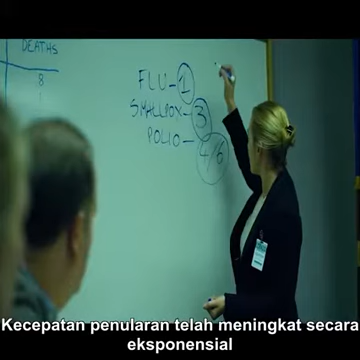 DEATHS
8
FLU - 1
SMALLPOX - 3
POLIO - 4/6
Kecepatan penularan telah meningkat secara
eksponensial